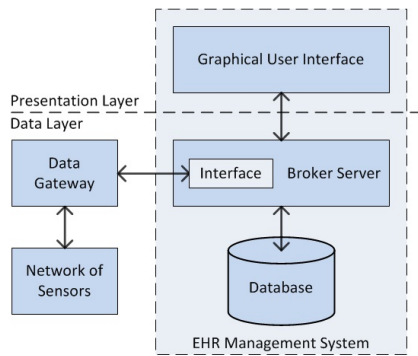 Graphical User Interface
Presentation Layer
Data Layer
Data
Gateway
Interface
Broker Server
Network of
Sensors
Database
EHR Management System